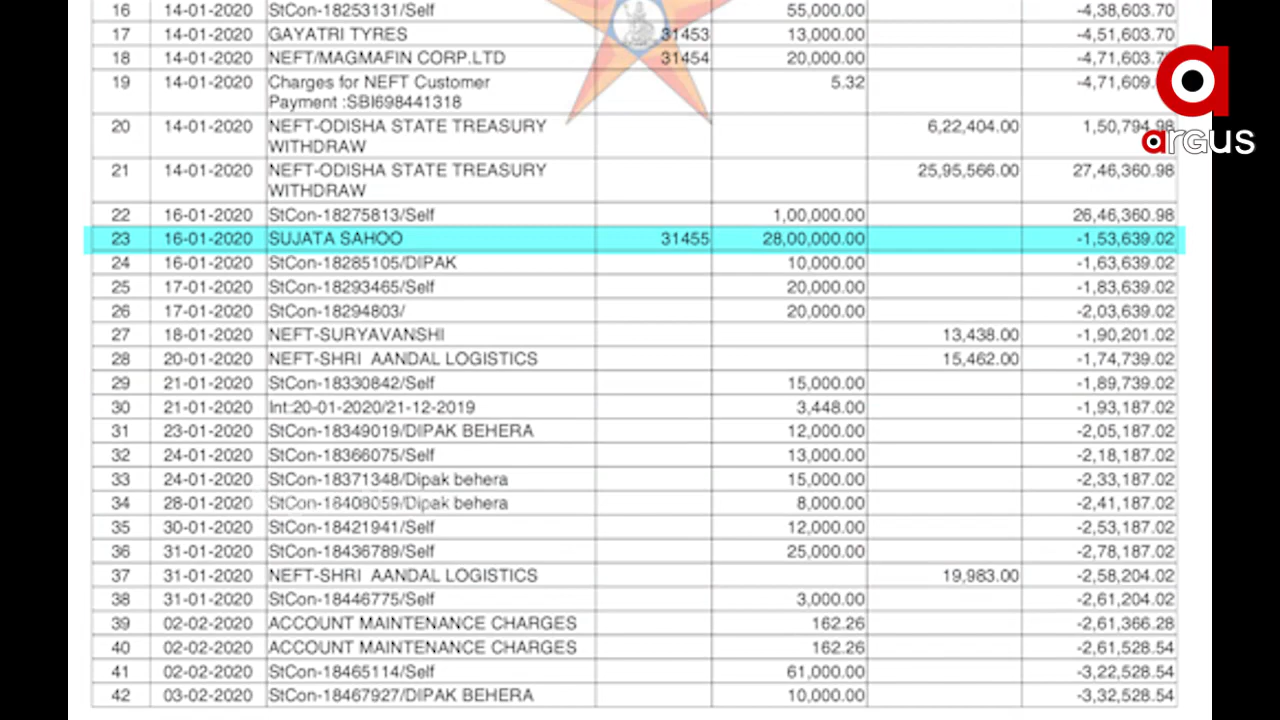 16 14-01-2020 StCon-18253131/Self 55,000.00 -4,38,603.70
17 14-01-2020 GAYATRI TYRES 31453 13,000.00 -4,51,603.70
18 14-01-2020 NEFT/MAGMAFIN CORP.LTD 31454 20,000.00
19 14-01-2020 Charges for NEFT Customer 5.32
Payment :SBI698441318
20 14-01-2020 NEFT-ODISHA STATE TREASURY 6,22,404.00 1,50,794.98
WITHDRAW
21 14-01-2020 NEFT-ODISHA STATE TREASURY 25,95,566.00 27,46,360.98
WITHDRAW
22 16-01-2020 StCon-18275813/Self 1,00,000.00 26,46,360.98
23 16-01-2020 SUJATA SAHOO 31455 28,00,000.00 -1,53,639.02
24 16-01-2020 StCon-18285105/DIPAK 10,000.00 -1,63,639.02
25 17-01-2020 StCon-18293465/Self 20,000.00 -1,83,639.02
26 17-01-2020 StCon-18294803/ 20,000.00 -2,03,639.02
27 18-01-2020 NEFT-SURYAVANSHI 13,438.00 -1,90,201.02
28 20-01-2020 NEFT-SHRI AANDAL LOGISTICS 15,462.00 -1,74,739.02
29 21-01-2020 StCon-18330842/Self 15,000.00 -1,89,739.02
30 21-01-2020 Int:20-01-2020/21-12-2019 3,448.00 -1,93,187.02
31 23-01-2020 StCon-18349019/DIPAK BEHERA 12,000.00 -2,05,187.02
32 24-01-2020 StCon-18366075/Self 13,000.00 -2,18,187.02
33 24-01-2020 StCon-18371348/Dipak behera 15,000.00 -2,33,187.02
34 28-01-2020 StCon-18408059/Dipak behera 8,000.00 -2,41,187.02
35 30-01-2020 StCon-18421941/Self 12,000.00 -2,53,187.02
36 31-01-2020 StCon-18436789/Self 25,000.00 -2,78,187.02
37 31-01-2020 NEFT-SHRI AANDAL LOGISTICS 19,983.00 -2,58,204.02
38 31-01-2020 StCon-18446775/Self 3,000.00 -2,61,204.02
39 02-02-2020 ACCOUNT MAINTENANCE CHARGES 162.26 -2,61,366.28
40 02-02-2020 ACCOUNT MAINTENANCE CHARGES 162.26 -2,61,528.54
41 02-02-2020 StCon-18465114/Self 61,000.00 -3,22,528.54
42 03-02-2020 StCon-18467927/DIPAK BEHERA 10,000.00 -3,32,528.54
argus